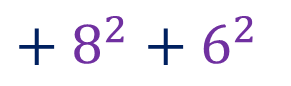 + 8² + 6²